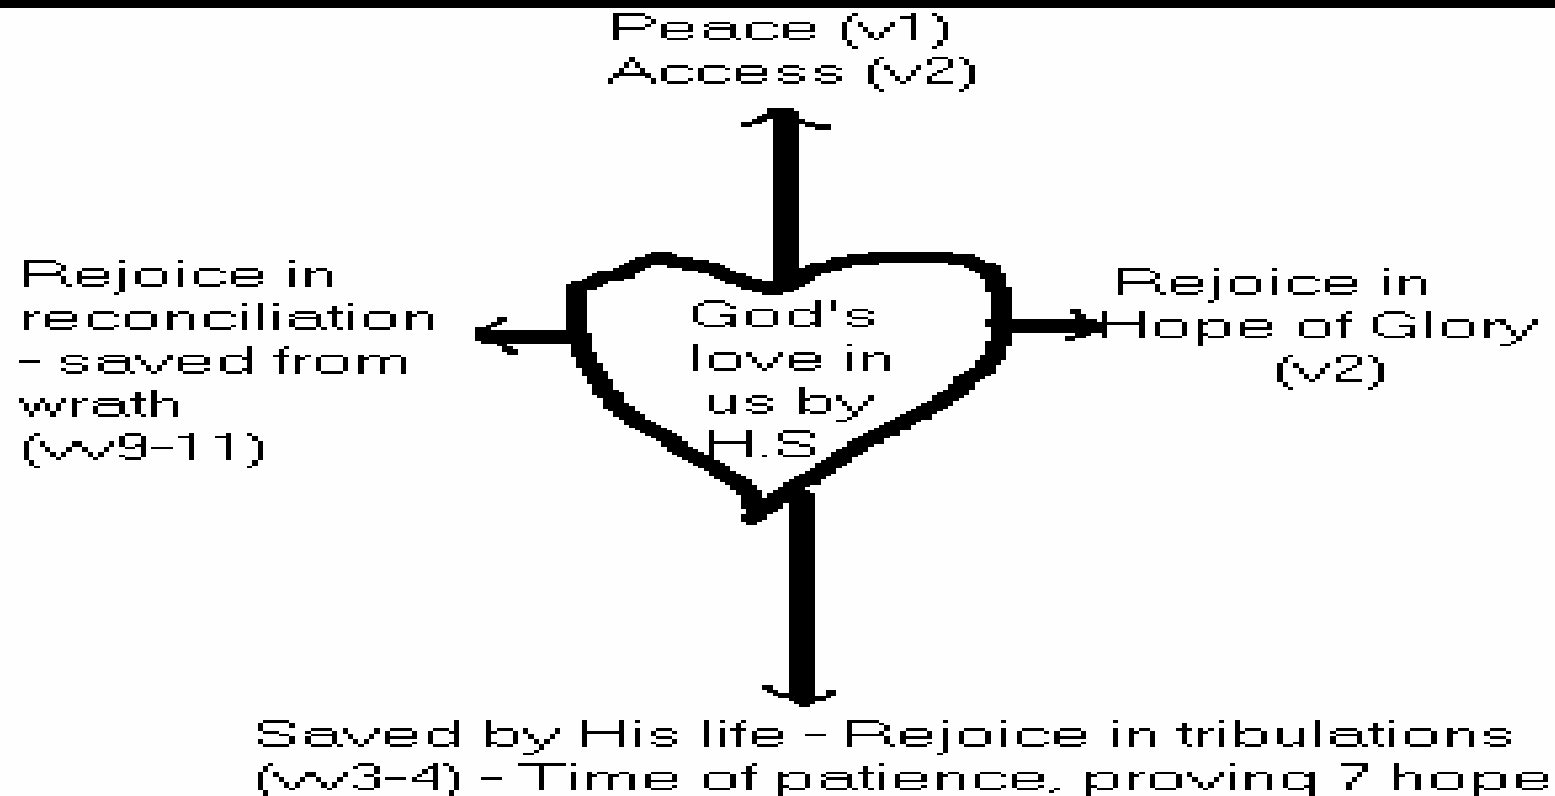 Peace (v1)
Access (v2)
Rejoice in
reconciliation
- saved from
wrath
(vv9-11)
God's
love in
us by
H.S
Rejoice in
Hope of Glory
(v2)
Saved by His life - Rejoice in tribulations
(vv3-4) - Time of patience, proving 7 hope